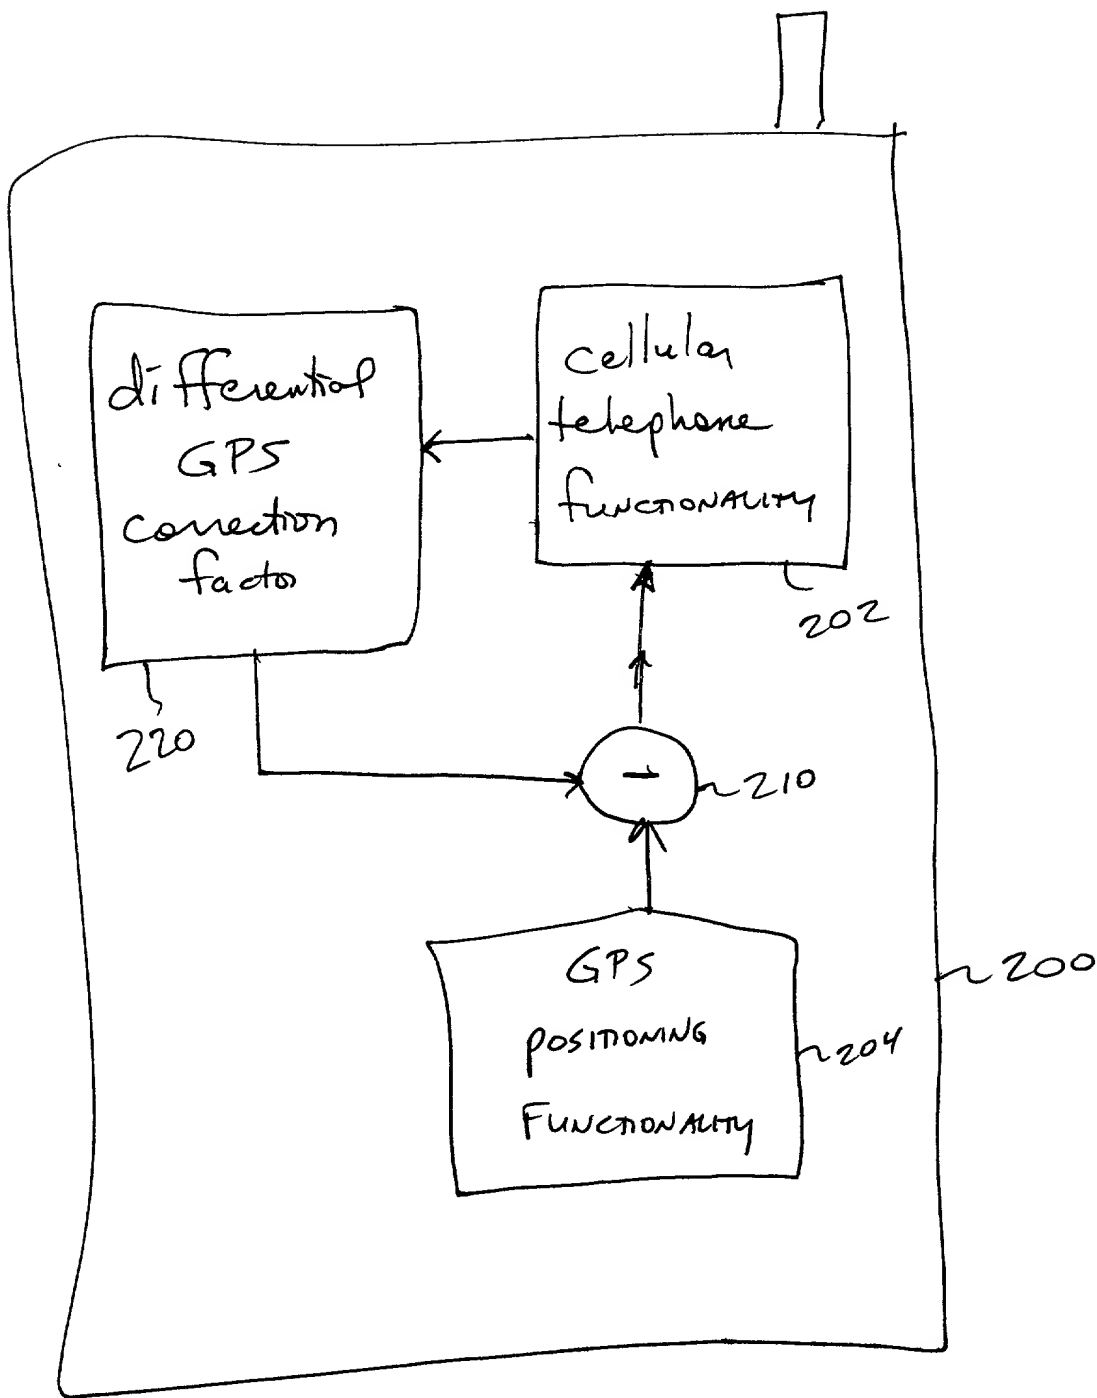 differential
GPS
correction
factor
220
cellular
telephone
FUNCTIONALITY
202
-
210
GPS
POSITIONING
FUNCTIONALITY
204
200